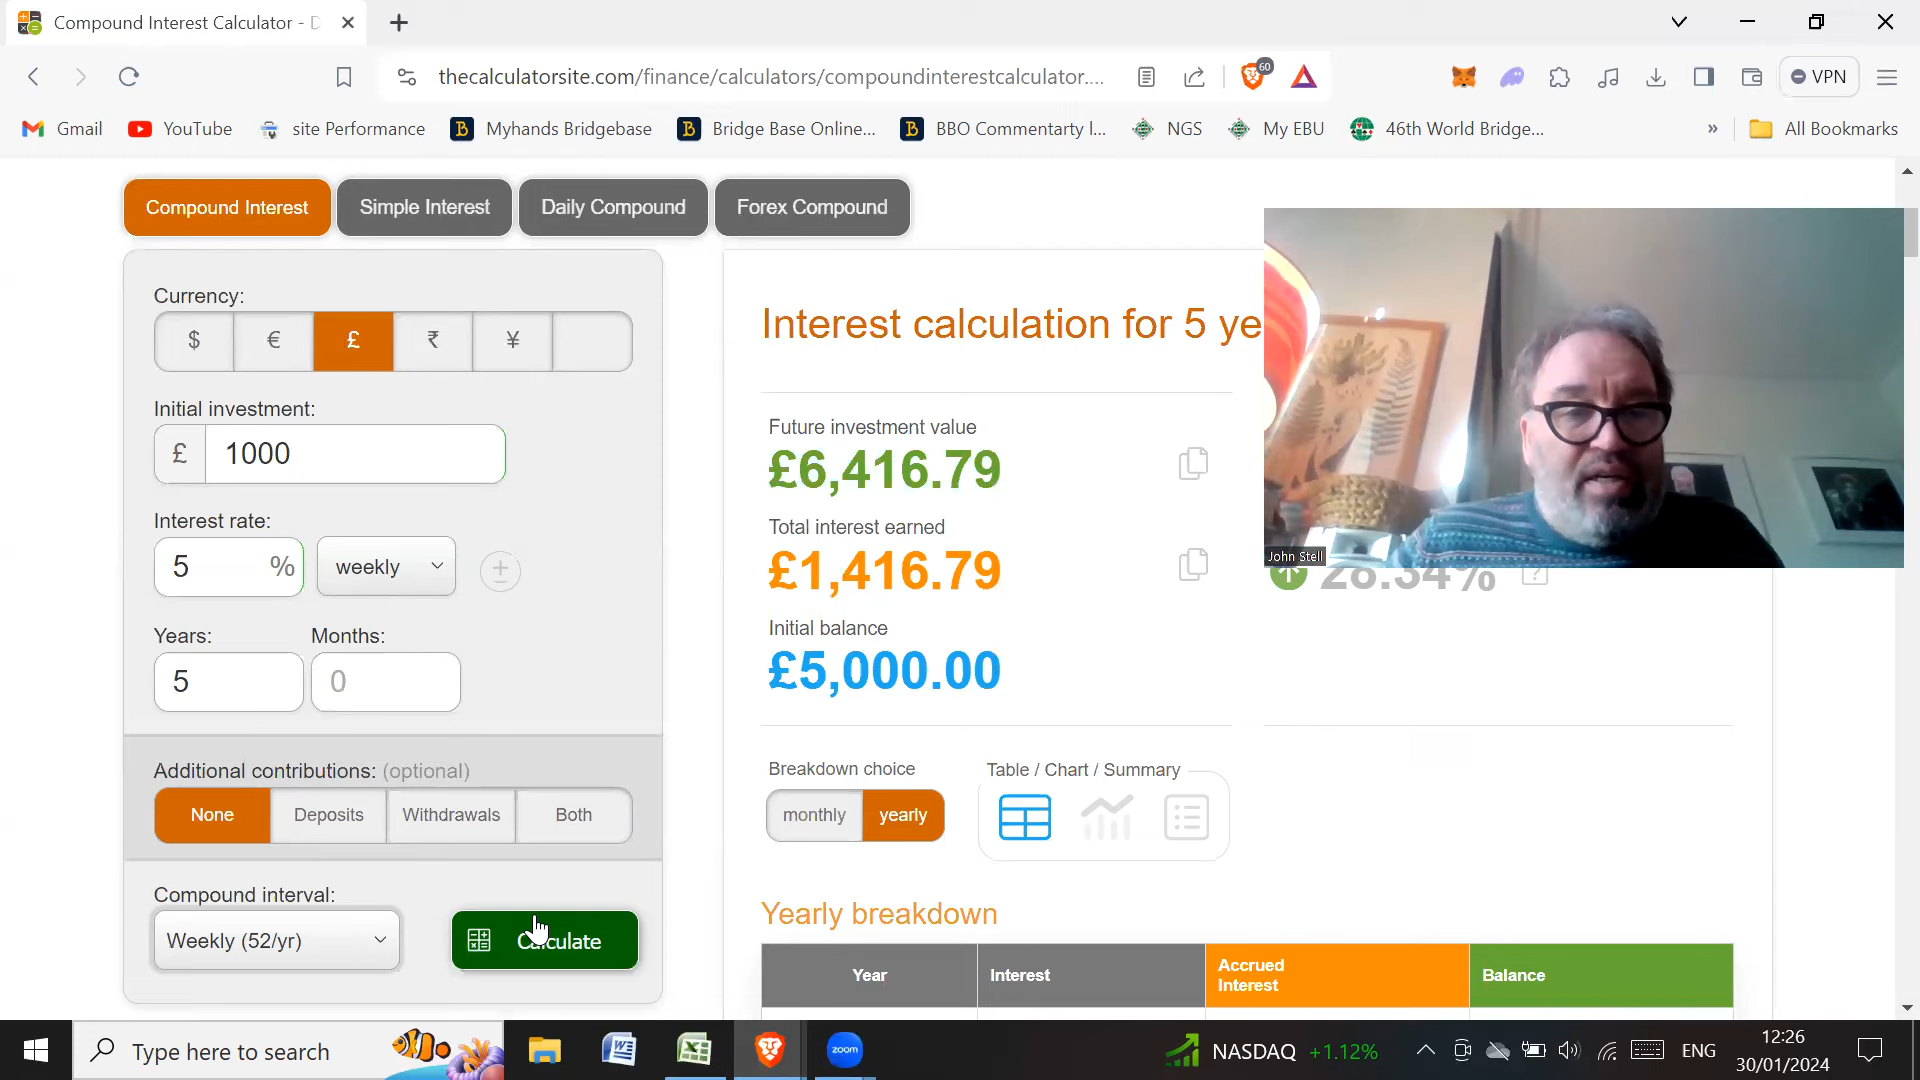 Compound Interest Calculator - D
thecalculatorsite.com/finance/calculators/compoundinterestcalculator....
60
VPN
Gmail
YouTube
site Performance
Myhands Bridgebase
Bridge Base Online...
BBO Commentarty l...
NGS
My EBU
46th World Bridge...
»
All Bookmarks
Compound Interest
Simple Interest
Daily Compound
Forex Compound
Currency:
$ € £ ₹ ¥
Initial investment:
£ 1000
Interest rate:
5 % weekly
Years: Months:
5 0
Additional contributions: (optional)
None Deposits Withdrawals Both
Compound interval:
Weekly (52/yr)
Calculate
Interest calculation for 5 ye
Future investment value
£6,416.79
Total interest earned
£1,416.79
28.34%
Initial balance
£5,000.00
John Stell
Breakdown choice
monthly yearly
Table / Chart / Summary
Yearly breakdown
Year Interest Accrued Interest Balance
Type here to search
zoom
NASDAQ +1.12%
ENG
12:26
30/01/2024